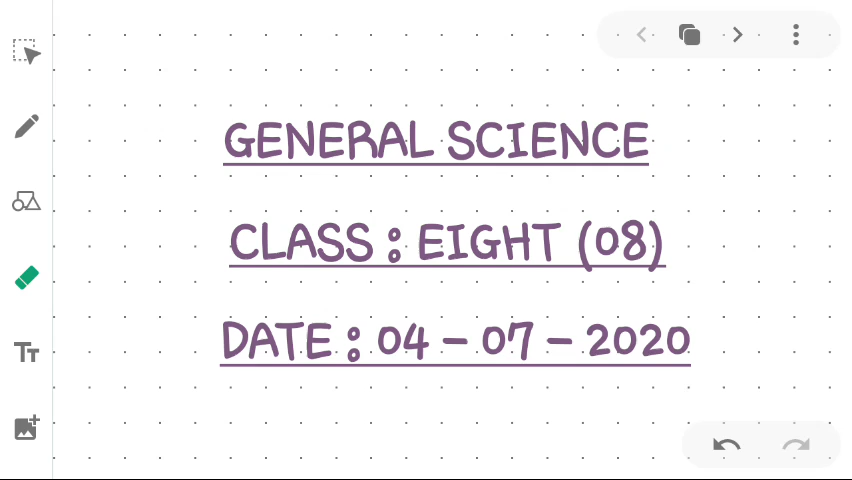 GENERAL SCIENCE
CLASS : EIGHT (08)
DATE : 04 - 07 - 2020